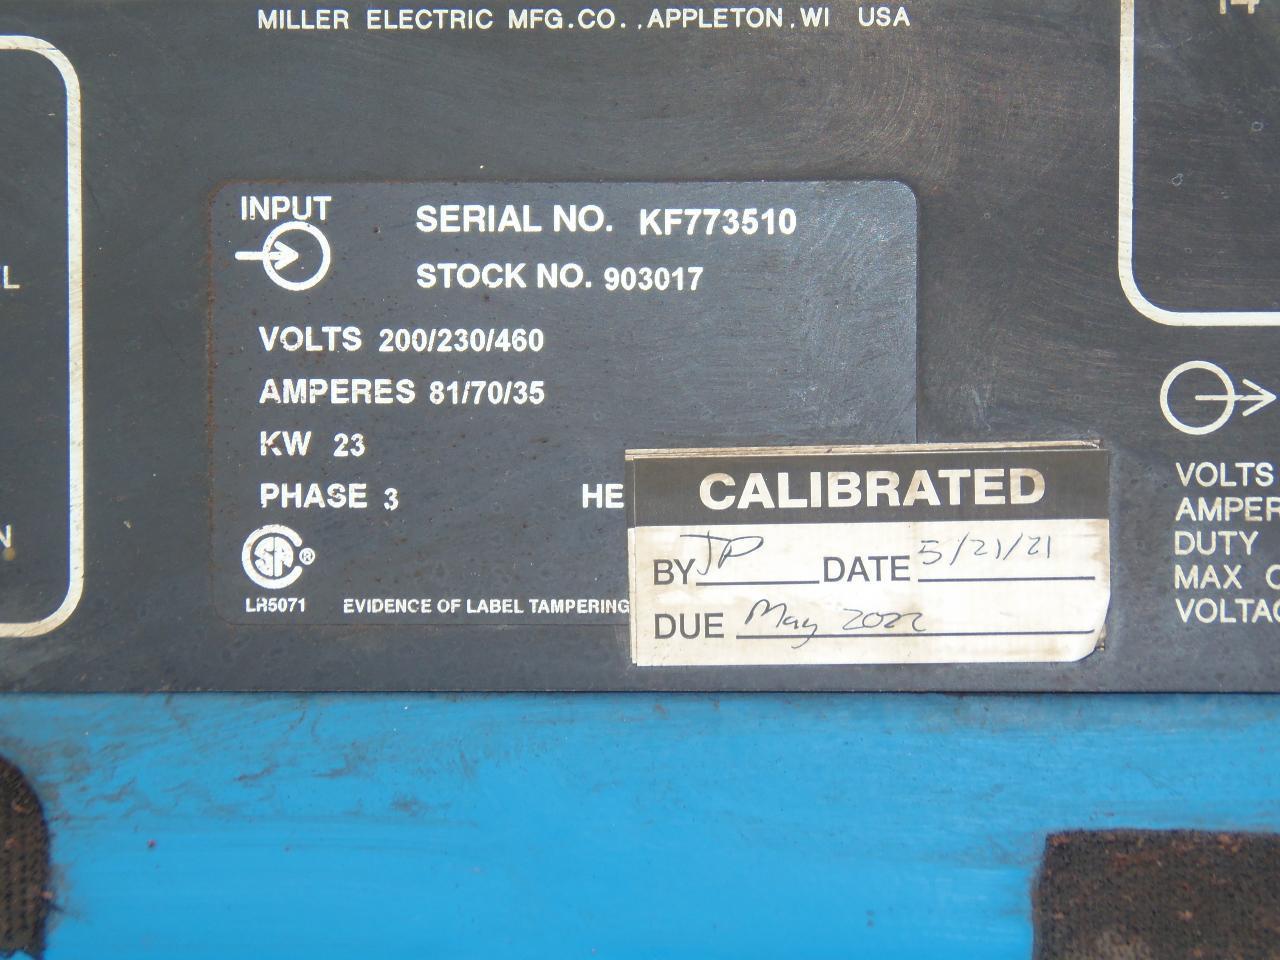 MILLER ELECTRIC MFG.CO.,APPLETON,WI USA
14
INPUT
SERIAL NO. KF773510
STOCK NO. 903017
VOLTS 200/230/460
AMPERES 81/70/35
KW 23
PHASE 3 HE
LR5071 EVIDENCE OF LABEL TAMPERING
CALIBRATED
BY JP DATE 5/21/21
DUE May 2022
VOLTS
AMPER
DUTY
MAX
VOLTAG